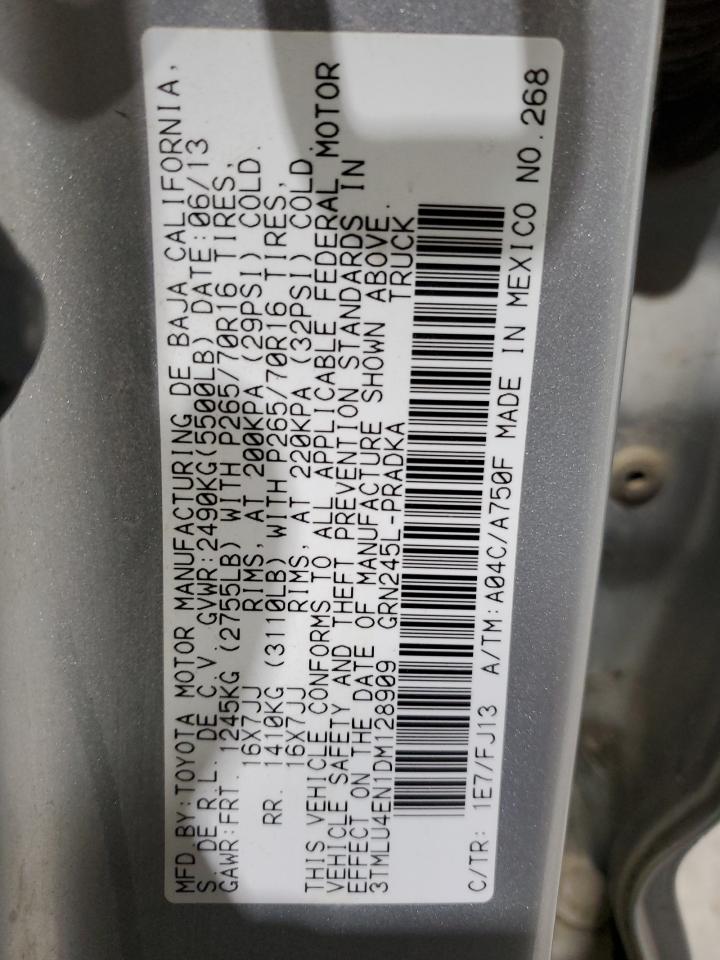 MFD.BY:TOYOTA MOTOR MANUFACTURING DE BAJA CALIFORNIA,
S.DE R.L. DE C.V. GVWR:2490KG(5500LB) DATE:06/13
GAWR:FRT. 1245KG (2755LB) WITH P265/70R16 TIRES,
16X7JJ RIMS, AT 200KPA (29PSI) COLD.
RR. 1410KG (3110LB) WITH P265/70R16 TIRES,
16X7JJ RIMS, AT 220KPA (32PSI) COLD.
THIS VEHICLE CONFORMS TO ALL APPLICABLE FEDERAL MOTOR
VEHICLE SAFETY AND THEFT PREVENTION STANDARDS IN
EFFECT ON THE DATE OF MANUFACTURE SHOWN ABOVE.
3TMLU4EN1DM128909 GRN245L-PRADKA TRUCK
C/TR: 1E7/FJ13 A/TM:A04C/A750F MADE IN MEXICO NO.268